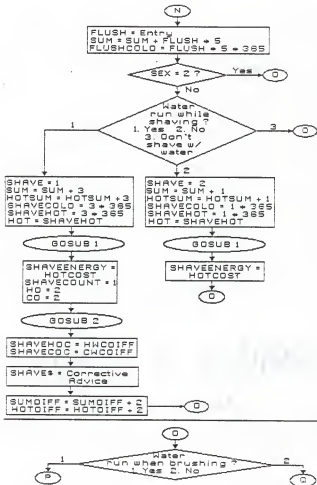 N
FLUSH = Entry
SUM = SUM + FLUSH * 5
FLUSHCOLD = FLUSH * 5 * 365
SEX = 2 ?
Yes
O
No
Water
run while
shaving ?
1. Yes 2. No
3. Don't
shave w/
water
1
3
O
2
SHAVE = 1
SUM = SUM + 3
HOTSUM = HOTSUM + 3
SHAVECOLD = 3 * 365
SHAVEHOT = 3 * 365
HOT = SHAVEHOT
SHAVE = 2
SUM = SUM + 1
HOTSUM = HOTSUM + 1
SHAVECOLD = 1 * 365
SHAVEHOT = 1 * 365
HOT = SHAVEHOT
GOSUB 1
GOSUB 1
SHAVEENERGY =
HOTCOST
SHAVECOUNT = 1
HO = 2
CO = 2
SHAVEENERGY =
HOTCOST
O
GOSUB 2
SHAVEHOC = HWCDIFF
SHAVECOC = CWCDIFF
SHAVE$ = Corrective
Advice
SUMDIFF = SUMDIFF + 2
HOTDIFF = HOTDIFF + 2
O
O
Water
run when brushing ?
1. Yes 2. No
1
2
P
Q